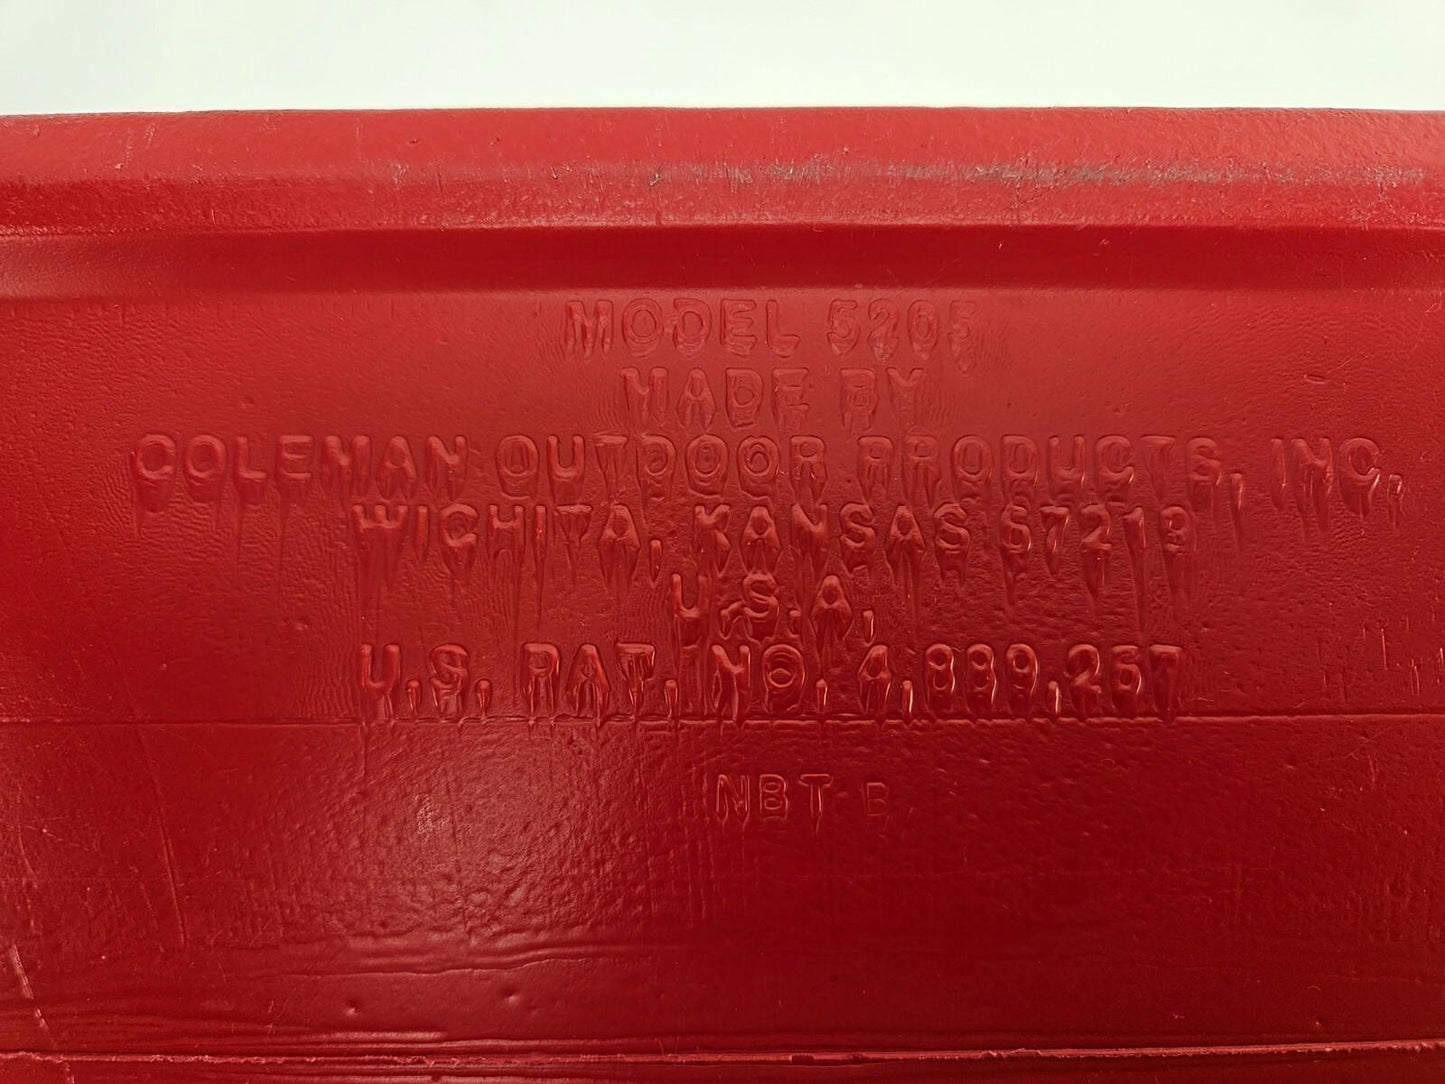 MODEL 5205
MADE BY
COLEMAN OUTDOOR PRODUCTS, INC.
WICHITA, KANSAS 67219
U.S.A.
U.S. PAT. NO. 4,889,257
NBT B